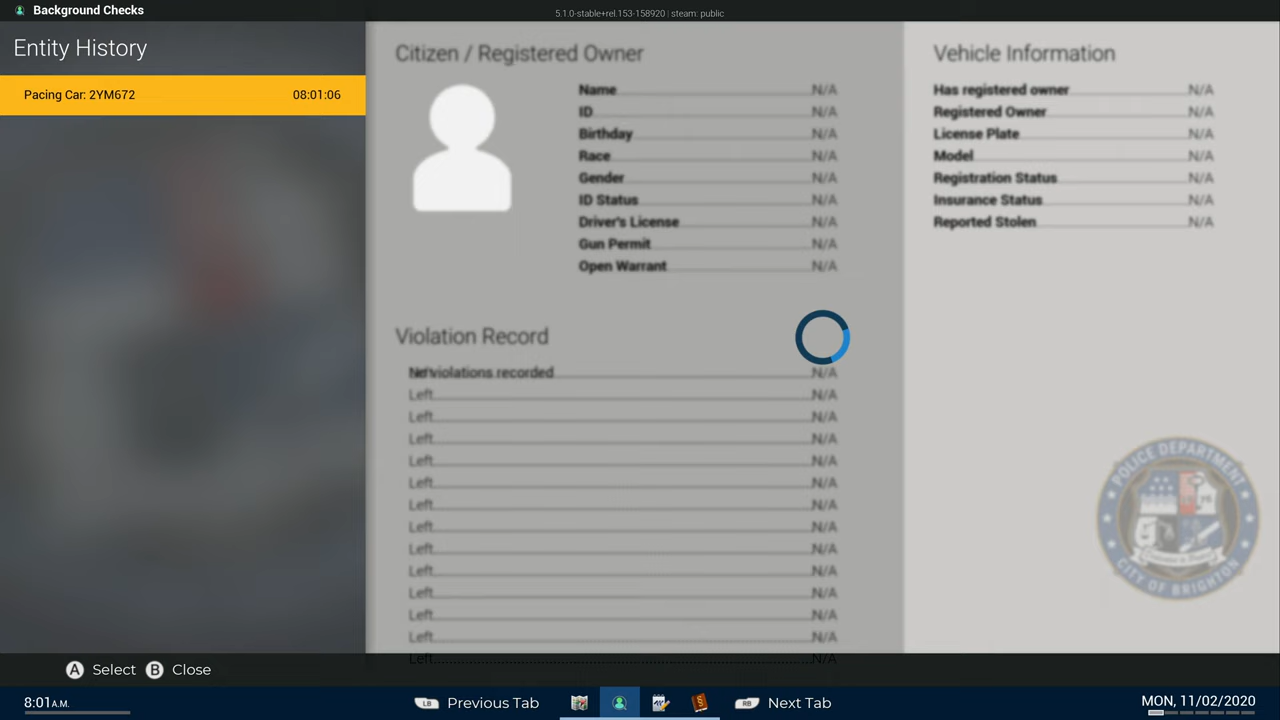 Background Checks
5.1.0-stable+rel.153-158920 | steam: public
Entity History
Pacing Car: 2YM672 08:01:06
Citizen / Registered Owner
Name N/A
ID N/A
Birthday N/A
Race N/A
Gender N/A
ID Status N/A
Driver's License N/A
Gun Permit N/A
Open Warrant N/A
Violation Record
No violations recorded N/A
Left N/A
Left N/A
Left N/A
Left N/A
Left N/A
Left N/A
Left N/A
Left N/A
Left N/A
Left N/A
Left N/A
Left N/A
Left N/A
Vehicle Information
Has registered owner N/A
Registered Owner N/A
License Plate N/A
Model N/A
Registration Status N/A
Insurance Status N/A
Reported Stolen N/A
POLICE DEPARTMENT
CITY OF BRIGHTON
A Select B Close
8:01 A.M.
LB Previous Tab
RB Next Tab
MON, 11/02/2020